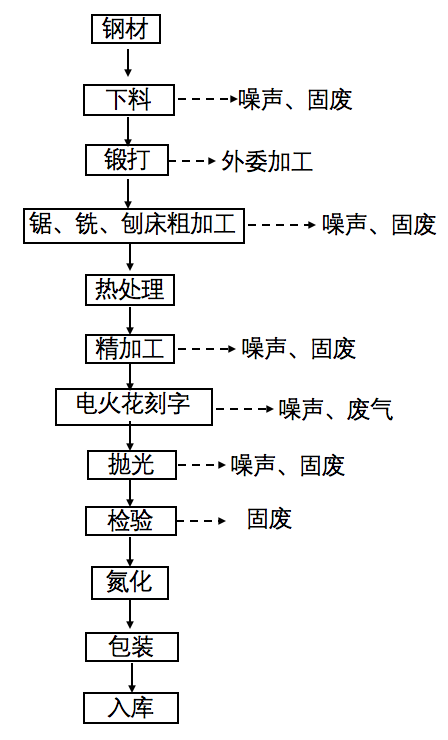 钢材
下料
噪声、固废
锻打
外委加工
锯、铣、刨床粗加工
噪声、固废
热处理
精加工
噪声、固废
电火花刻字
噪声、废气
抛光
噪声、固废
检验
固废
氮化
包装
入库